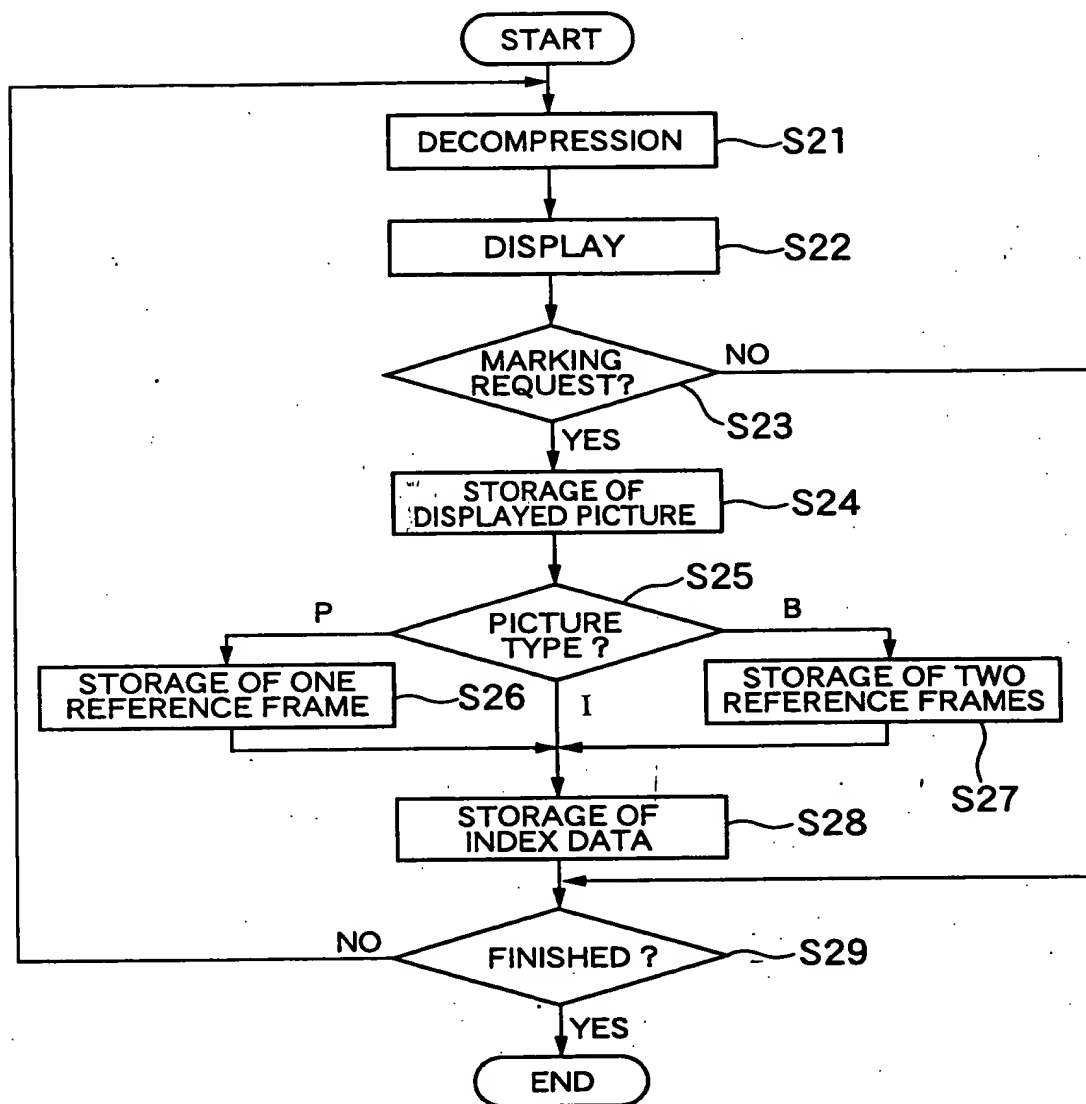 START
DECOMPRESSION
S21
DISPLAY
S22
MARKING
REQUEST?
NO
S23
YES
STORAGE OF
DISPLAYED PICTURE
S24
S25
P
PICTURE
TYPE ?
B
STORAGE OF ONE
REFERENCE FRAME
S26
I
STORAGE OF TWO
REFERENCE FRAMES
S27
STORAGE OF
INDEX DATA
S28
NO
FINISHED ?
S29
YES
END